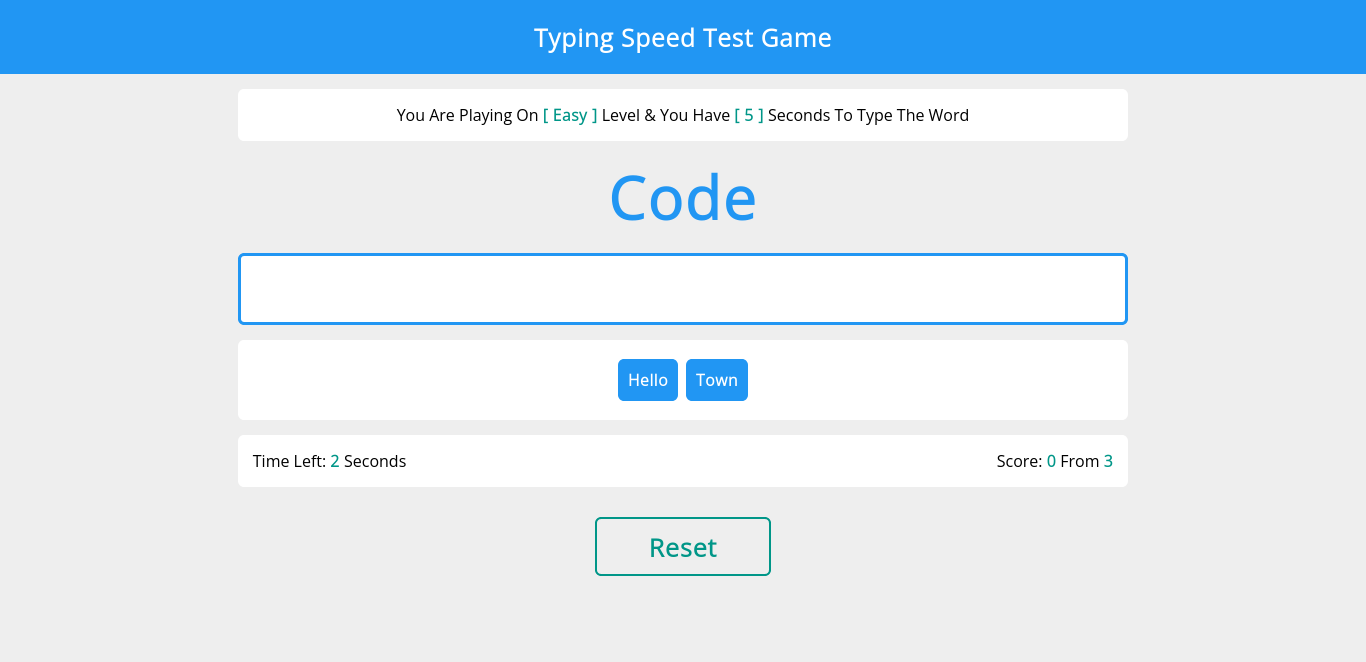 Typing Speed Test Game
You Are Playing On [ Easy ] Level & You Have [ 5 ] Seconds To Type The Word
Code
Hello Town
Time Left: 2 Seconds Score: 0 From 3
Reset